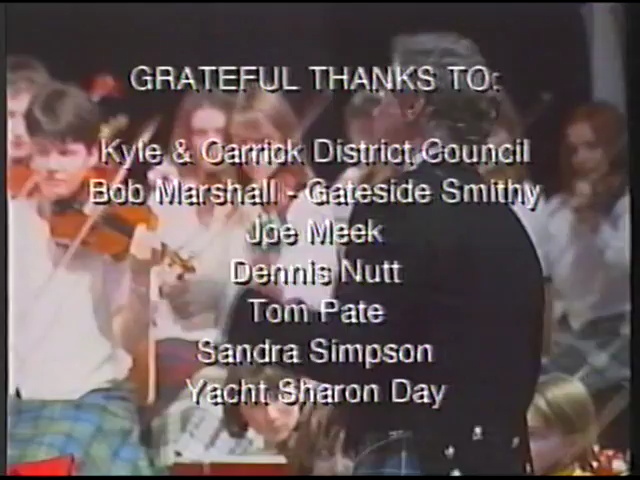 GRATEFUL THANKS TO:
Kyle & Carrick District Council
Bob Marshall - Gateside Smithy
Joe Meek
Dennis Nutt
Tom Pate
Sandra Simpson
Yacht Sharon Day